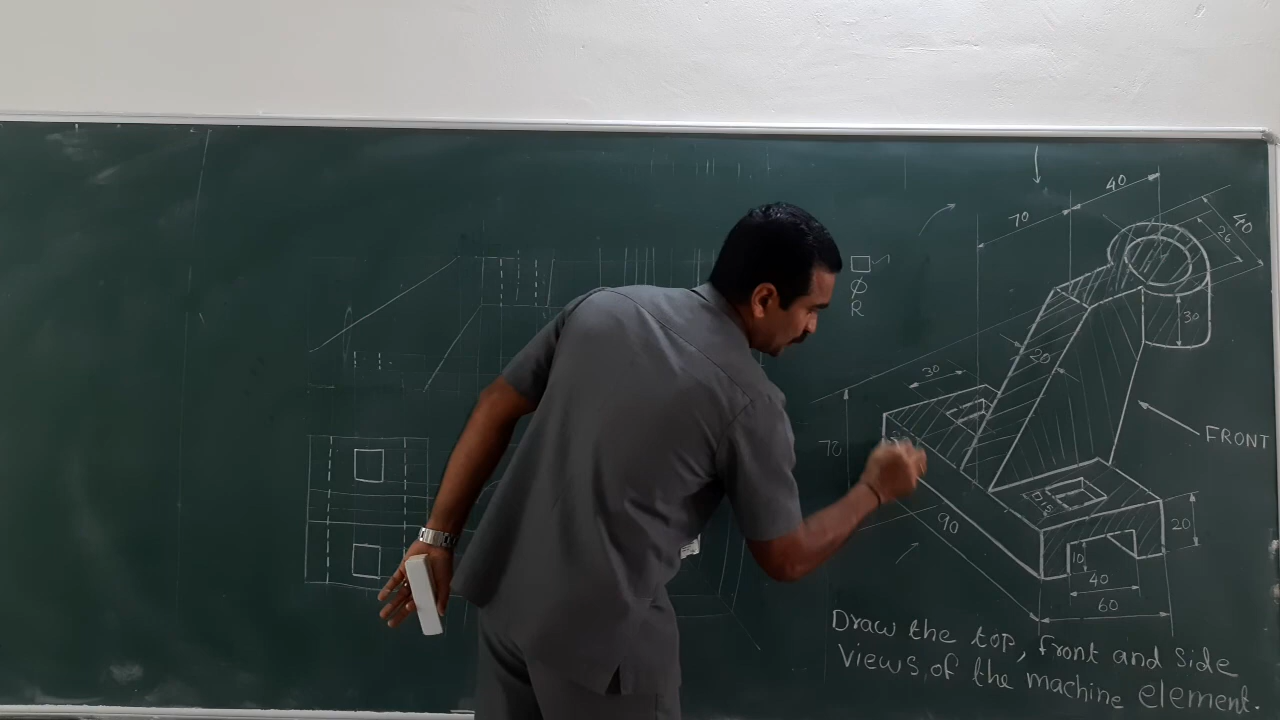 40
70
40
26
□
φ
R
30
20
30
FRONT
70
20
90
10
40
60
Draw the top, front and side
views of the machine element.